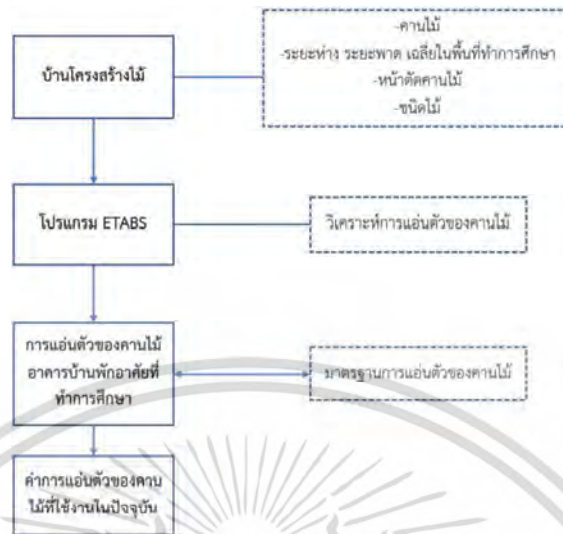 บ้านโครงสร้างไม้
-คานไม้
-ระยะห่าง ระยะพาด เฉลี่ยในพื้นที่ทำการศึกษา
-หน้าตัดคานไม้
-ชนิดไม้
โปรแกรม ETABS
วิเคราะห์การแอ่นตัวของคานไม้
การแอ่นตัวของคานไม้
อาคารบ้านพักอาศัยที่
ทำการศึกษา
มาตรฐานการแอ่นตัวของคานไม้
ค่าการแอ่นตัวของคาน
ไม้ที่ใช้งานในปัจจุบัน